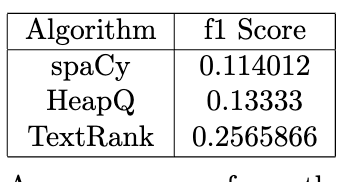 Algorithm f1 Score
spaCy 0.114012
HeapQ 0.13333
TextRank 0.2565866